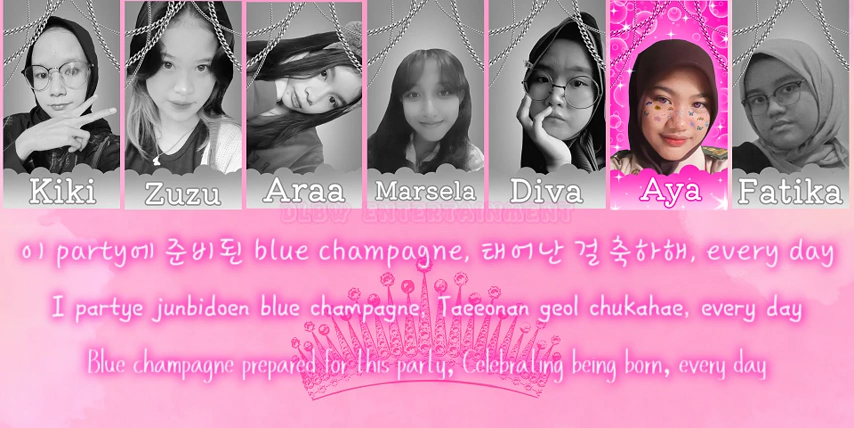 Kiki Zuzu Araa Marsela Diva Aya Fatika
DLBW ENTERTAINMENT
이 party에 준비된 blue champagne, 태어난 걸 축하해, every day
I partye junbidoen blue champagne, Taeeonan geol chukahae, every day
Blue champagne prepared for this party, Celebrating being born, every day